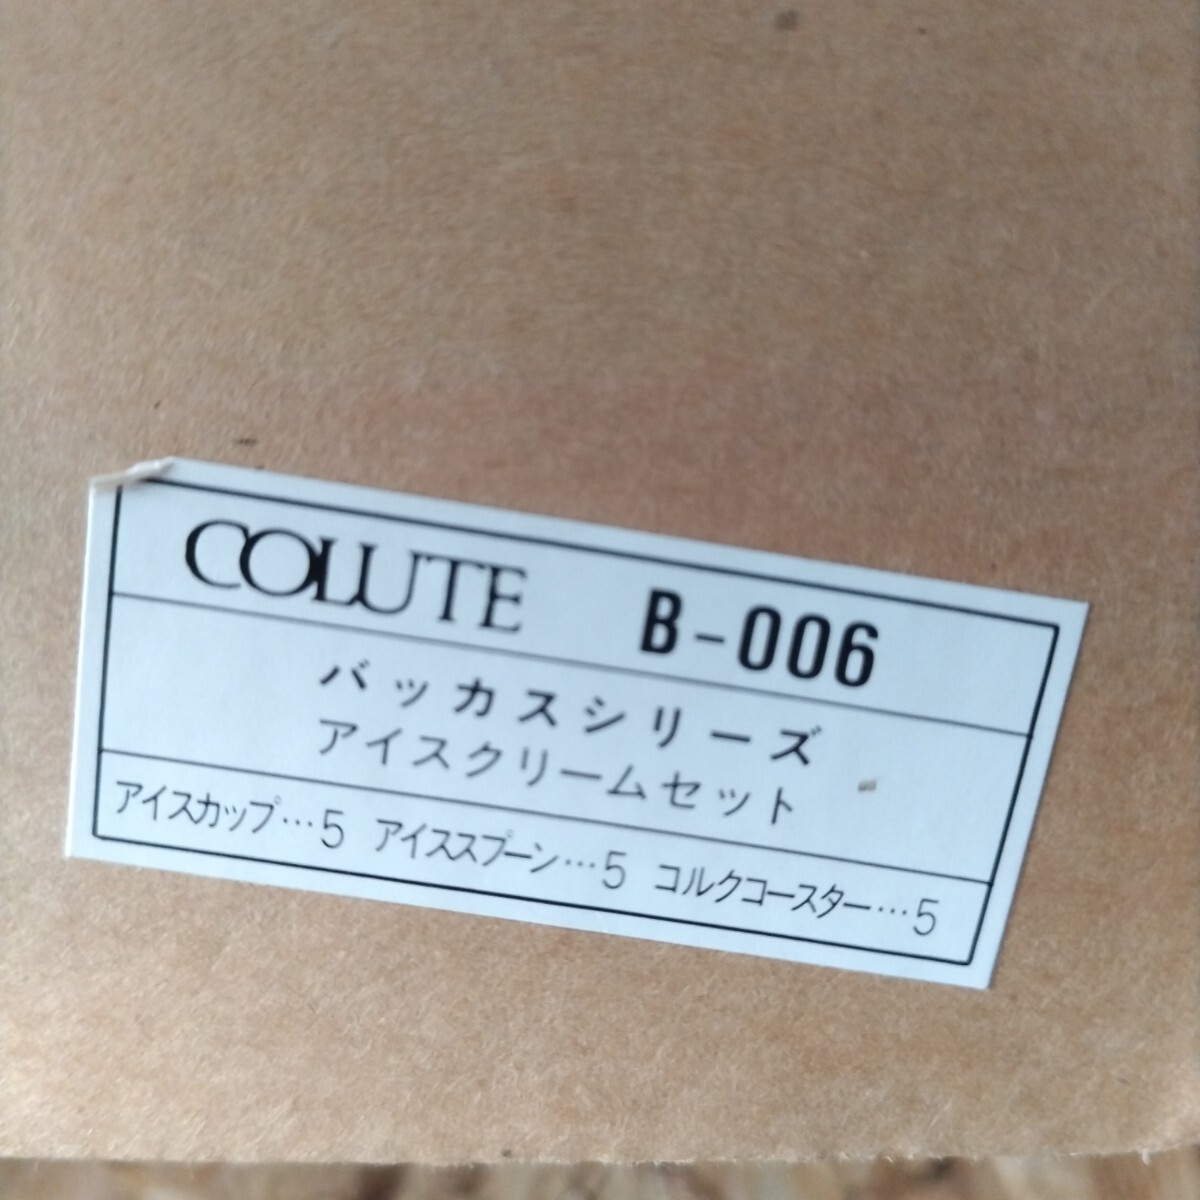 COLUTE B-006
バッカスシリーズ
アイスクリームセット
アイスカップ…5 アイススプーン…5 コルクコースター…5